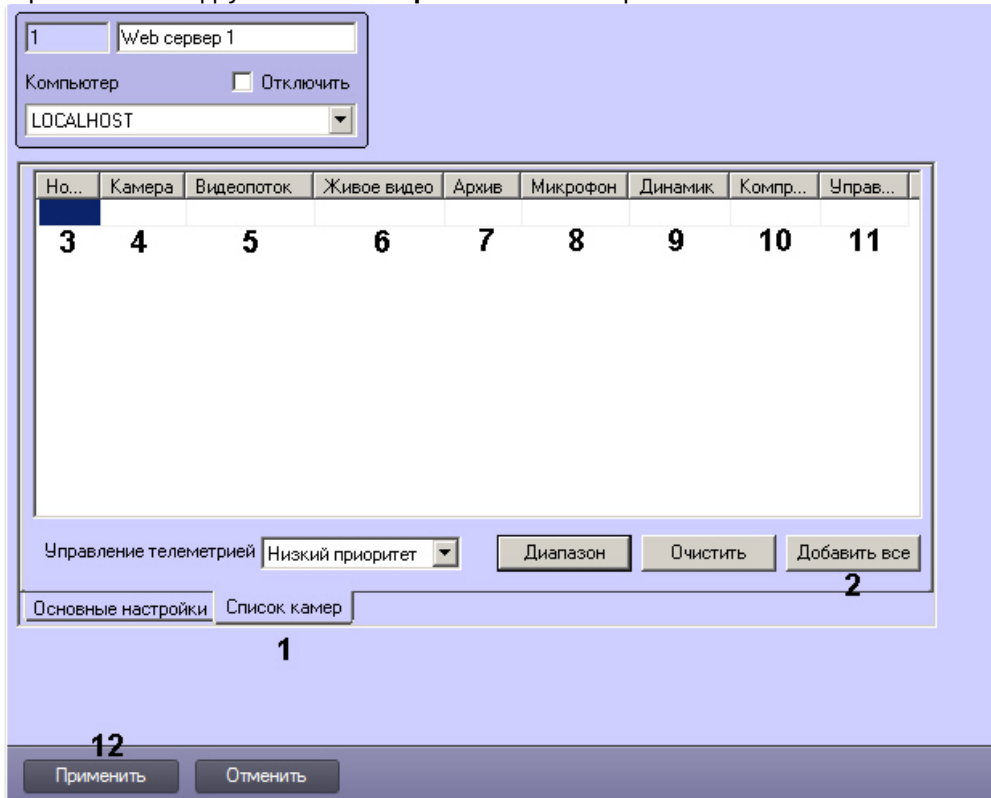 1 Web сервер 1
Компьютер Отключить
LOCALHOST
Но... Камера Видеопоток Живое видео Архив Микрофон Динамик Компр... Управ...
3 4 5 6 7 8 9 10 11
Управление телеметрией Низкий приоритет Диапазон Очистить Добавить все
2
Основные настройки Список камер
1
12
Применить Отменить